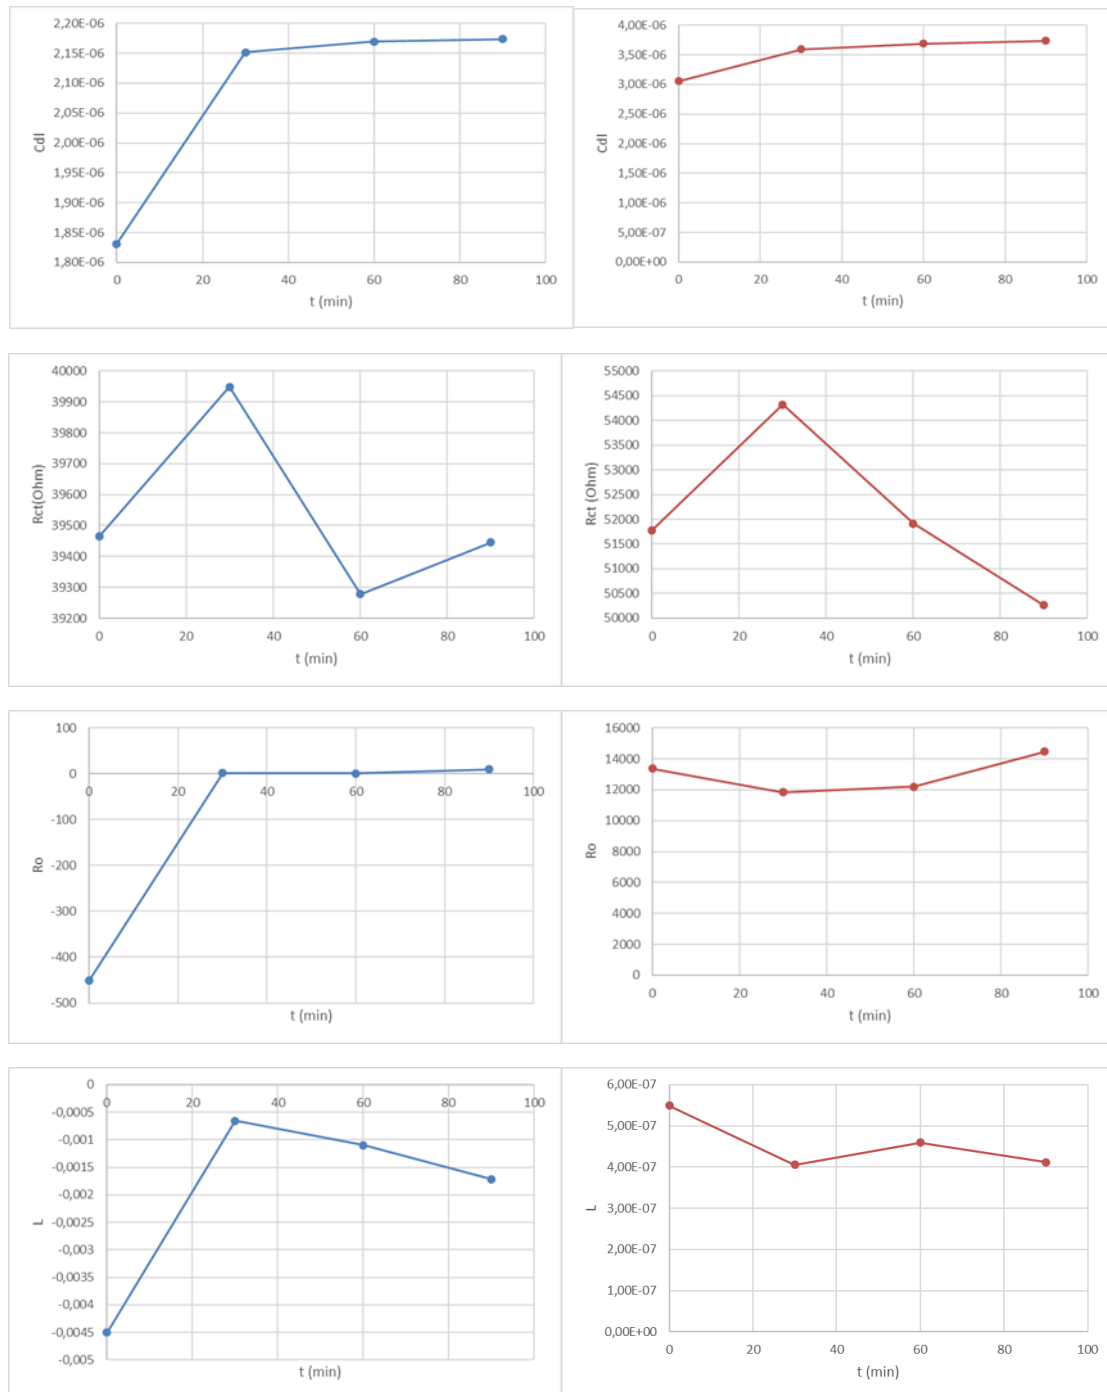 2,20E-06
2,15E-06
2,10E-06
2,05E-06
2,00E-06
1,95E-06
1,90E-06
1,85E-06
1,80E-06
Cdl
0 20 40 60 80 100
t (min)
4,00E-06
3,50E-06
3,00E-06
2,50E-06
2,00E-06
1,50E-06
1,00E-06
5,00E-07
0,00E+00
Cdl
0 20 40 60 80 100
t (min)
40000
39900
39800
39700
39600
39500
39400
39300
39200
Rct(Ohm)
0 20 40 60 80 100
t (min)
55000
54500
54000
53500
53000
52500
52000
51500
51000
50500
50000
Rct (Ohm)
0 20 40 60 80 100
t (min)
100
0
-100
-200
-300
-400
-500
Ro
0 20 40 60 80 100
t (min)
16000
14000
12000
10000
8000
6000
4000
2000
0
Ro
0 20 40 60 80 100
t (min)
0
-0,0005
-0,001
-0,0015
-0,002
-0,0025
-0,003
-0,0035
-0,004
-0,0045
-0,005
L
0 20 40 60 80 100
t (min)
6,00E-07
5,00E-07
4,00E-07
3,00E-07
2,00E-07
1,00E-07
0,00E+00
L
0 20 40 60 80 100
t (min)